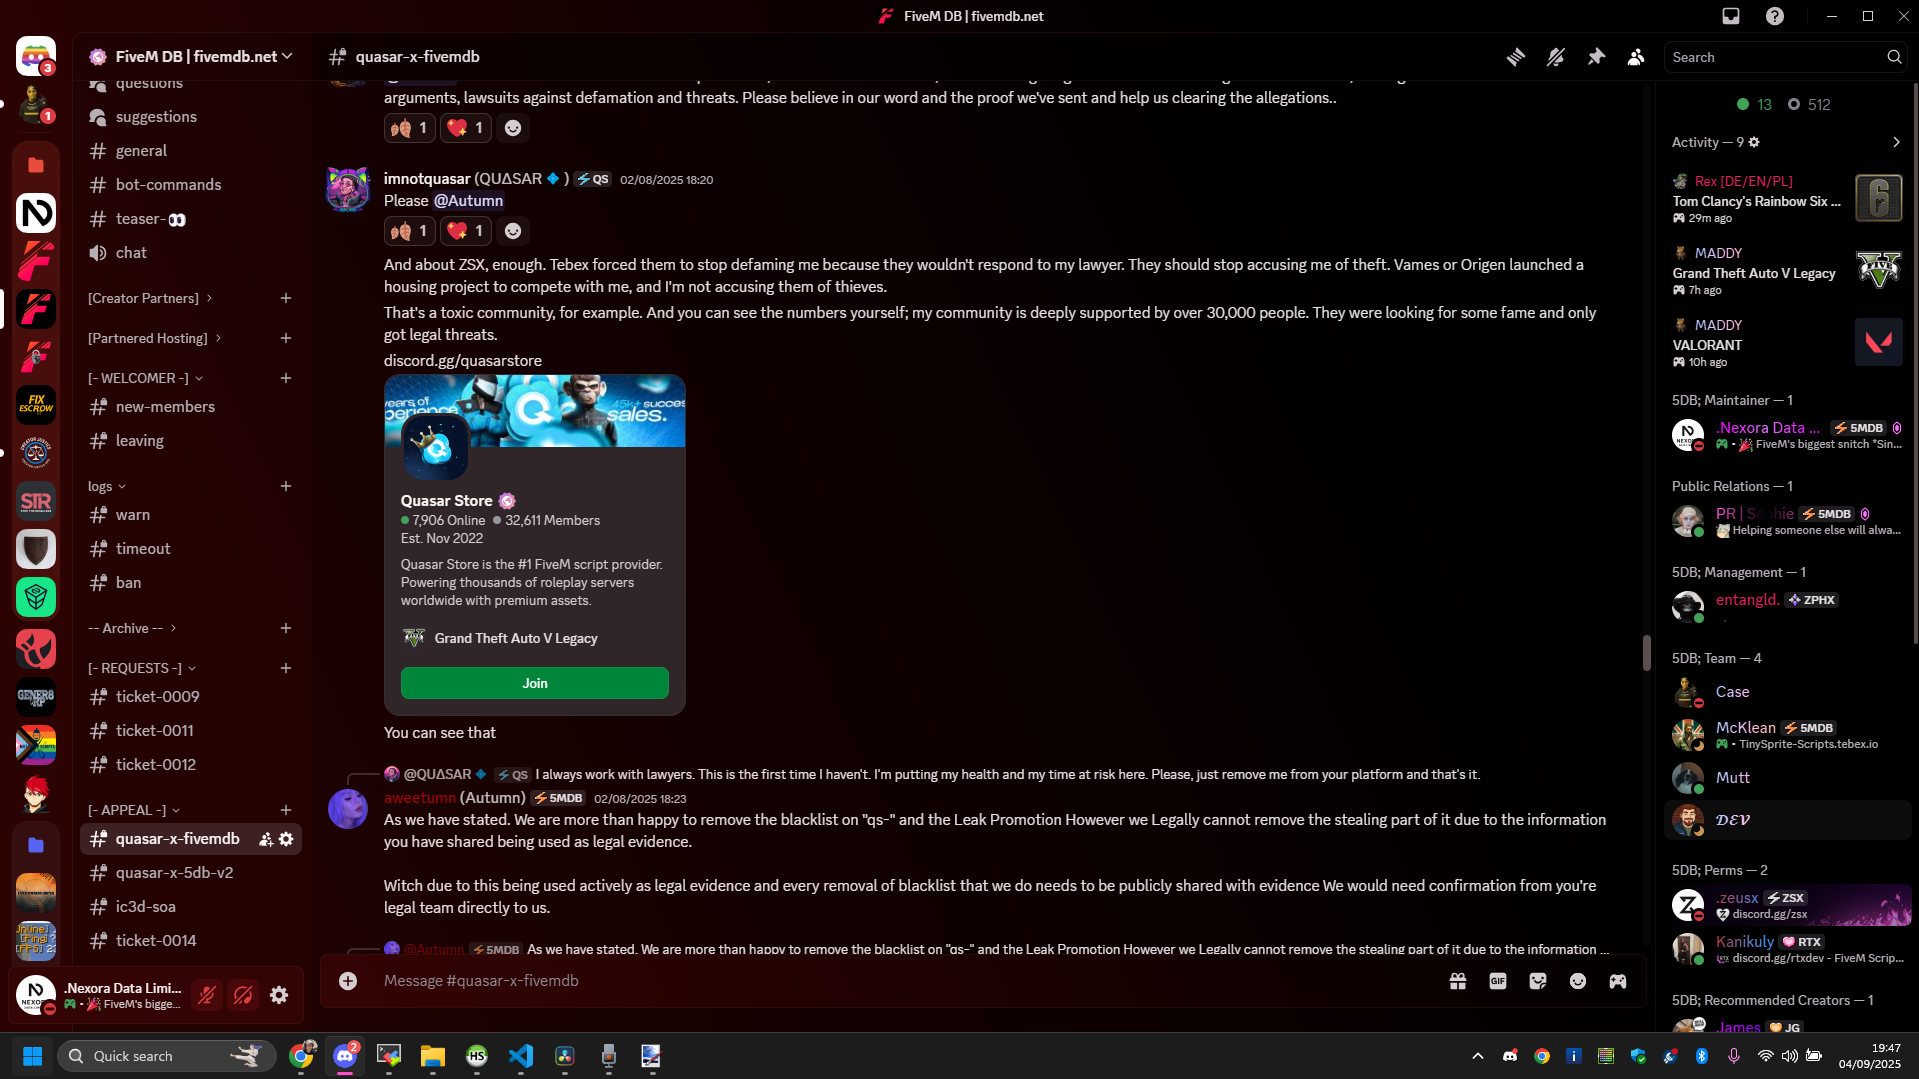 FiveM DB | fivemdb.net
3
FiveM DB | fivemdb.net
quasar-x-fivemdb
Search
1
questions
suggestions
general
bot-commands
teaser-👀
chat
[Creator Partners]
[Partnered Hosting]
[- WELCOMER -]
new-members
leaving
logs
warn
timeout
ban
-- Archive --
[- REQUESTS -]
ticket-0009
ticket-0011
ticket-0012
[- APPEAL -]
quasar-x-fivemdb
quasar-x-5db-v2
ic3d-soa
ticket-0014
FIX
ESCROW
STR
GENER8
RP
.Nexora Data Limi...
• 🎉 FiveM's bigge...
arguments, lawsuits against defamation and threats. Please believe in our word and the proof we've sent and help us clearing the allegations..
🍂 1 💖 1
imnotquasar (QUΔSAR 🔹 ) QS 02/08/2025 18:20
Please @Autumn
🍂 1 💖 1
And about ZSX, enough. Tebex forced them to stop defaming me because they wouldn't respond to my lawyer. They should stop accusing me of theft. Vames or Origen launched a
housing project to compete with me, and I'm not accusing them of thieves.
That's a toxic community, for example. And you can see the numbers yourself; my community is deeply supported by over 30,000 people. They were looking for some fame and only
got legal threats.
discord.gg/quasarstore
years of
xperience
45k+ succes
sales.
Quasar Store
7,906 Online 32,611 Members
Est. Nov 2022
Quasar Store is the #1 FiveM script provider.
Powering thousands of roleplay servers
worldwide with premium assets.
Grand Theft Auto V Legacy
Join
You can see that
@QUΔSAR 🔹 QS I always work with lawyers. This is the first time I haven't. I'm putting my health and my time at risk here. Please, just remove me from your platform and that's it.
aweetumn (Autumn) 5MDB 02/08/2025 18:23
As we have stated. We are more than happy to remove the blacklist on "qs-" and the Leak Promotion However we Legally cannot remove the stealing part of it due to the information
you have shared being used as legal evidence.
Witch due to this being used actively as legal evidence and every removal of blacklist that we do needs to be publicly shared with evidence We would need confirmation from you're
legal team directly to us.
@Autumn 5MDB As we have stated. We are more than happy to remove the blacklist on "qs-" and the Leak Promotion However we Legally cannot remove the stealing part of it due to the information ...
Message #quasar-x-fivemdb
GIF
13 512
Activity — 9
Rex [DE/EN/PL]
Tom Clancy's Rainbow Six ...
29m ago
MADDY
Grand Theft Auto V Legacy
7h ago
MADDY
VALORANT
10h ago
5DB; Maintainer — 1
.Nexora Data ... 5MDB
• 🎉 FiveM's biggest snitch *Sin...
Public Relations — 1
PR | Sophie 5MDB
Helping someone else will alwa...
5DB; Management — 1
entangld. ZPHX
5DB; Team — 4
Case
McKlean 5MDB
• TinySprite-Scripts.tebex.io
Mutt
𝓓𝓔𝓥
5DB; Perms — 2
.zeusx ZSX
discord.gg/zsx
Kanikuly RTX
discord.gg/rtxdev - FiveM Scrip...
5DB; Recommended Creators — 1
James JG
Quick search
2
HS
19:47
04/09/2025